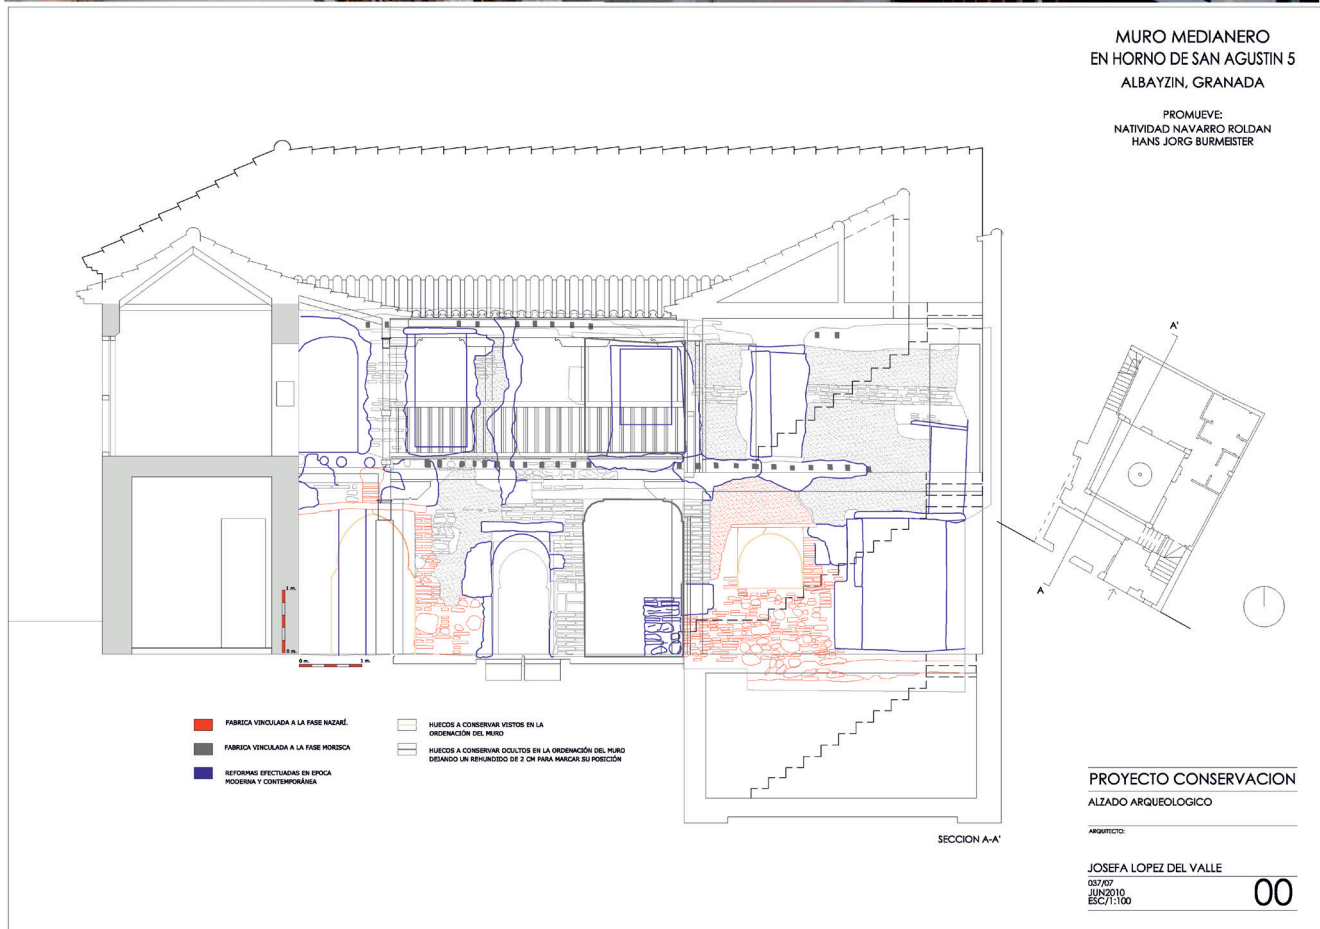 MURO MEDIANERO
EN HORNO DE SAN AGUSTIN 5
ALBAYZIN, GRANADA
PROMUEVE:
NATIVIDAD NAVARRO ROLDAN
HANS JORG BURMEISTER
A'
A
1 m.
0 m.
0 m. 1 m.
FABRICA VINCULADA A LA FASE NAZARÍ.
FABRICA VINCULADA A LA FASE MORISCA
REFORMAS EFECTUADAS EN EPOCA
MODERNA Y CONTEMPORÁNEA
HUECOS A CONSERVAR VISTOS EN LA
ORDENACIÓN DEL MURO
HUECOS A CONSERVAR OCULTOS EN LA ORDENACIÓN DEL MURO
DEJANDO UN REHUNDIDO DE 2 CM PARA MARCAR SU POSICIÓN
SECCION A-A'
PROYECTO CONSERVACION
ALZADO ARQUEOLOGICO
ARQUITECTO:
JOSEFA LOPEZ DEL VALLE
037/07
JUN2010
ESC/1:100
00